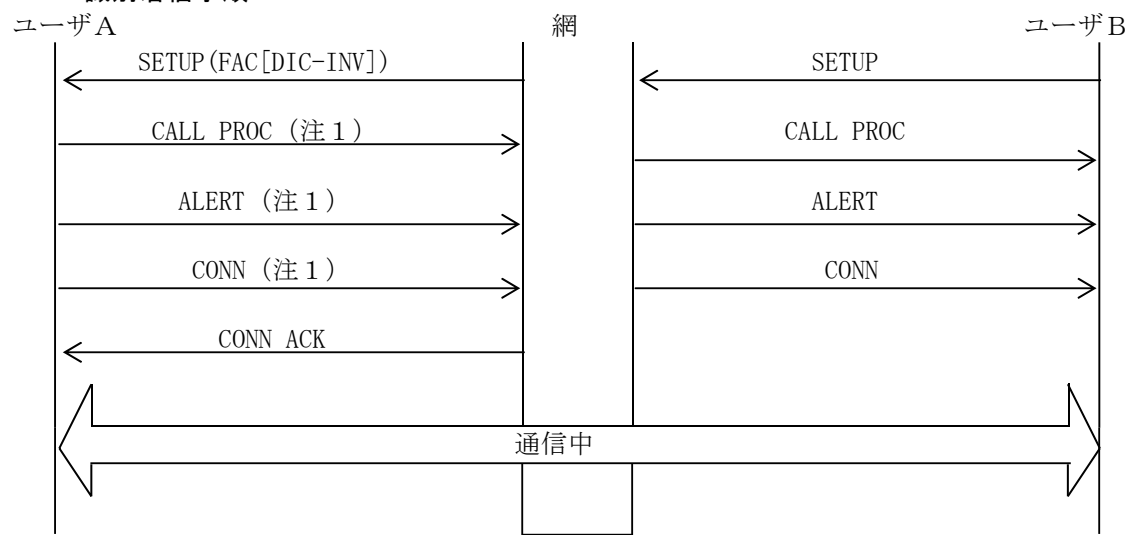 ユーザA 網 ユーザB
SETUP(FAC[DIC-INV]) SETUP
CALL PROC (注1) CALL PROC
ALERT (注1) ALERT
CONN (注1) CONN
CONN ACK
通信中